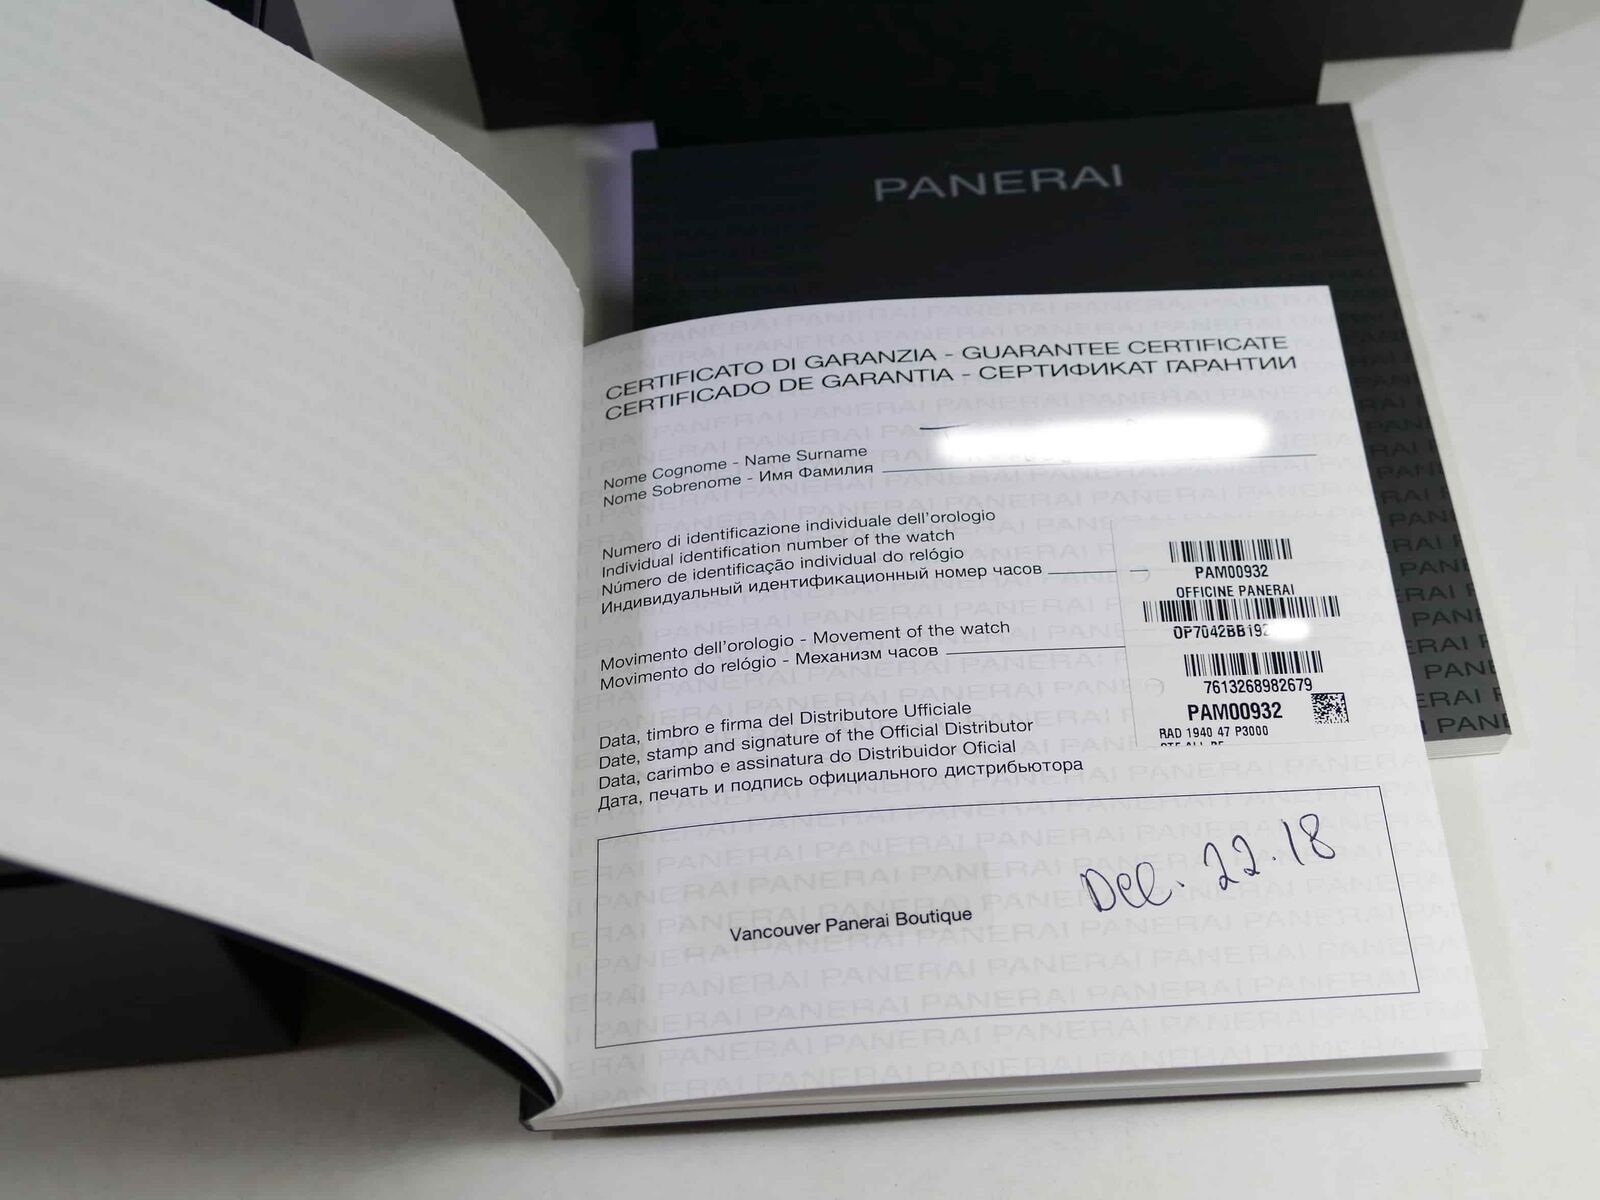 PANERAI
CERTIFICATO DI GARANZIA - GUARANTEE CERTIFICATE
CERTIFICADO DE GARANTIA - СЕРТИФИКАТ ГАРАНТИИ
Nome Cognome - Name Surname
Nome Sobrenome - Имя Фамилия
Numero di identificazione individuale dell'orologio
Individual identification number of the watch
Número de identificação individual do relógio
Индивидуальный идентификационный номер часов
PAM00932
OFFICINE PANERAI
OP7042BB192
Movimento dell'orologio - Movement of the watch
Movimento do relógio - Механизм часов
7613268982679
PAM00932
RAD 1940 47 P3000
Data, timbro e firma del Distributore Ufficiale
Date, stamp and signature of the Official Distributor
Data, carimbo e assinatura do Distribuidor Oficial
Дата, печать и подпись официального дистрибьютора
Dec. 22.18
Vancouver Panerai Boutique